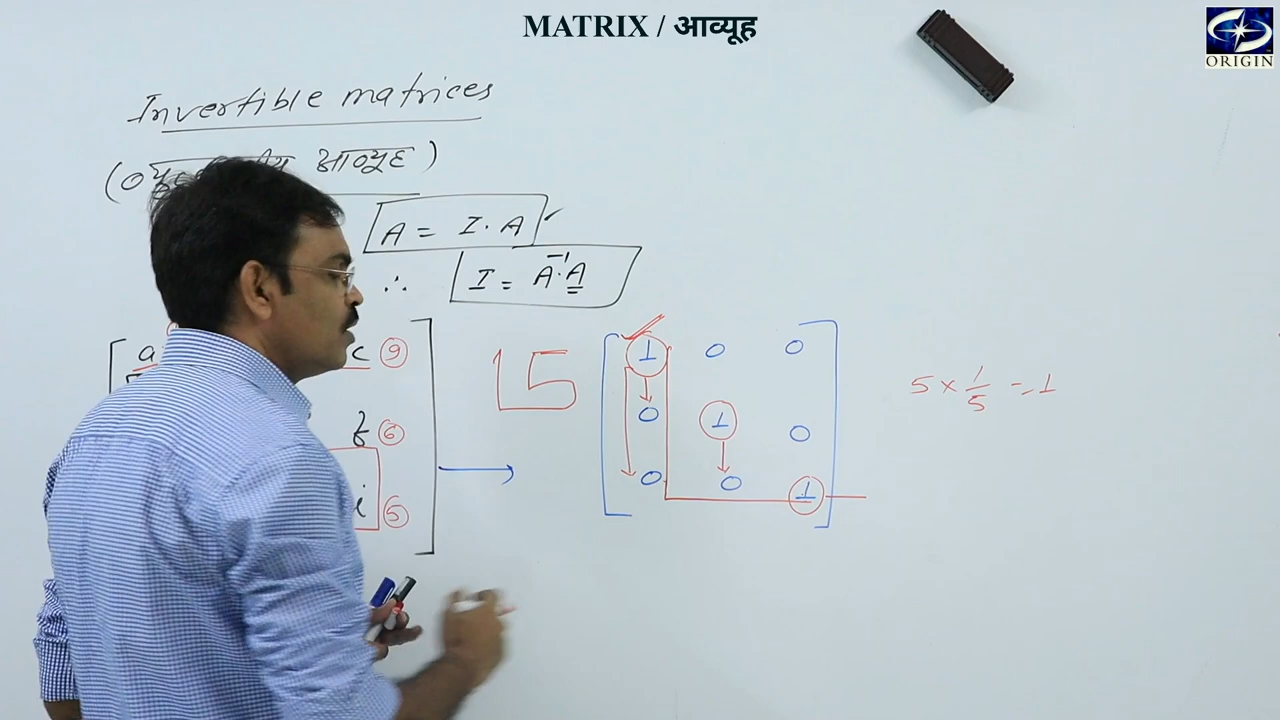 MATRIX / आव्यूह
ORIGIN
Invertible matrices
आव्यूह )
A = I · A
∴ I = A⁻¹·A
a c 9
f 6
i 5
15
1 0 0
0 1 0
0 0 1
5 × 1/5 = 1